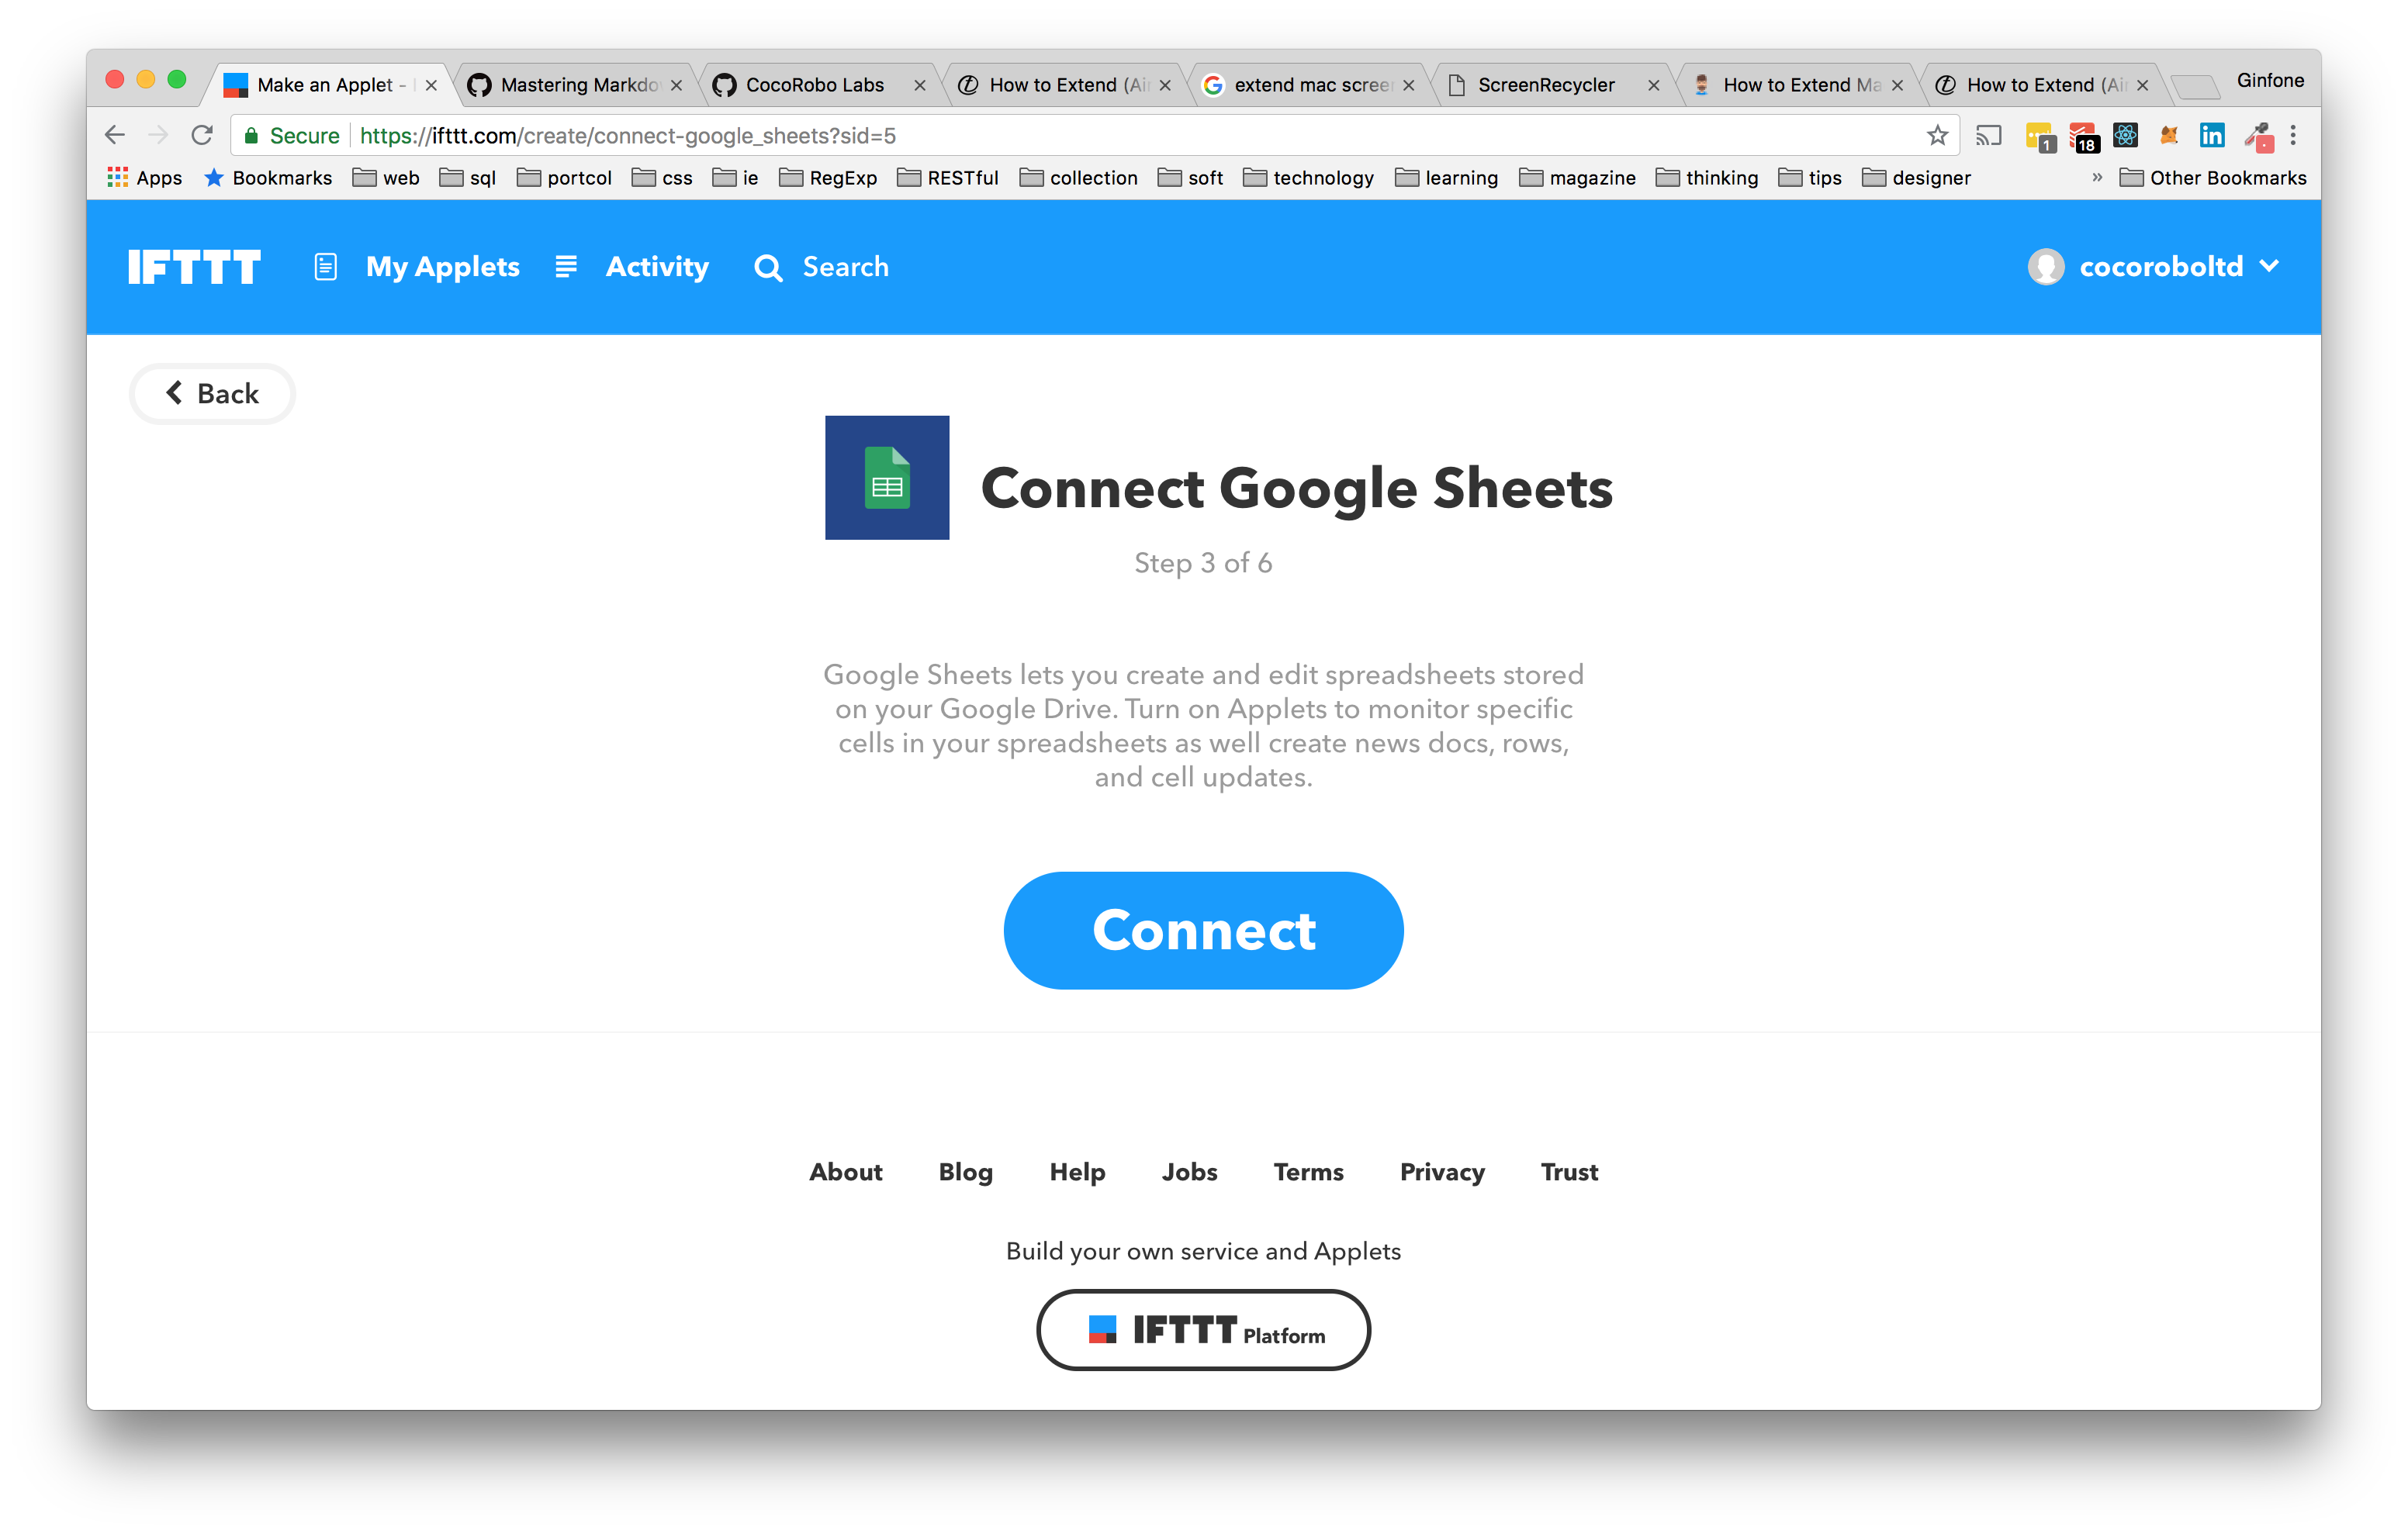 Make an Applet -
Mastering Markdo
CocoRobo Labs
How to Extend (Ai
extend mac scree
ScreenRecycler
How to Extend Ma
How to Extend (Ai
Ginfone
Secure https://ifttt.com/create/connect-google_sheets?sid=5
1
18
in
Apps
Bookmarks
web
sql
portcol
css
ie
RegExp
RESTful
collection
soft
technology
learning
magazine
thinking
tips
designer
»
Other Bookmarks
IFTTT
My Applets
Activity
Search
cocoroboltd
Back
Connect Google Sheets
Step 3 of 6
Google Sheets lets you create and edit spreadsheets stored
on your Google Drive. Turn on Applets to monitor specific
cells in your spreadsheets as well create news docs, rows,
and cell updates.
Connect
About Blog Help Jobs Terms Privacy Trust
Build your own service and Applets
IFTTT Platform